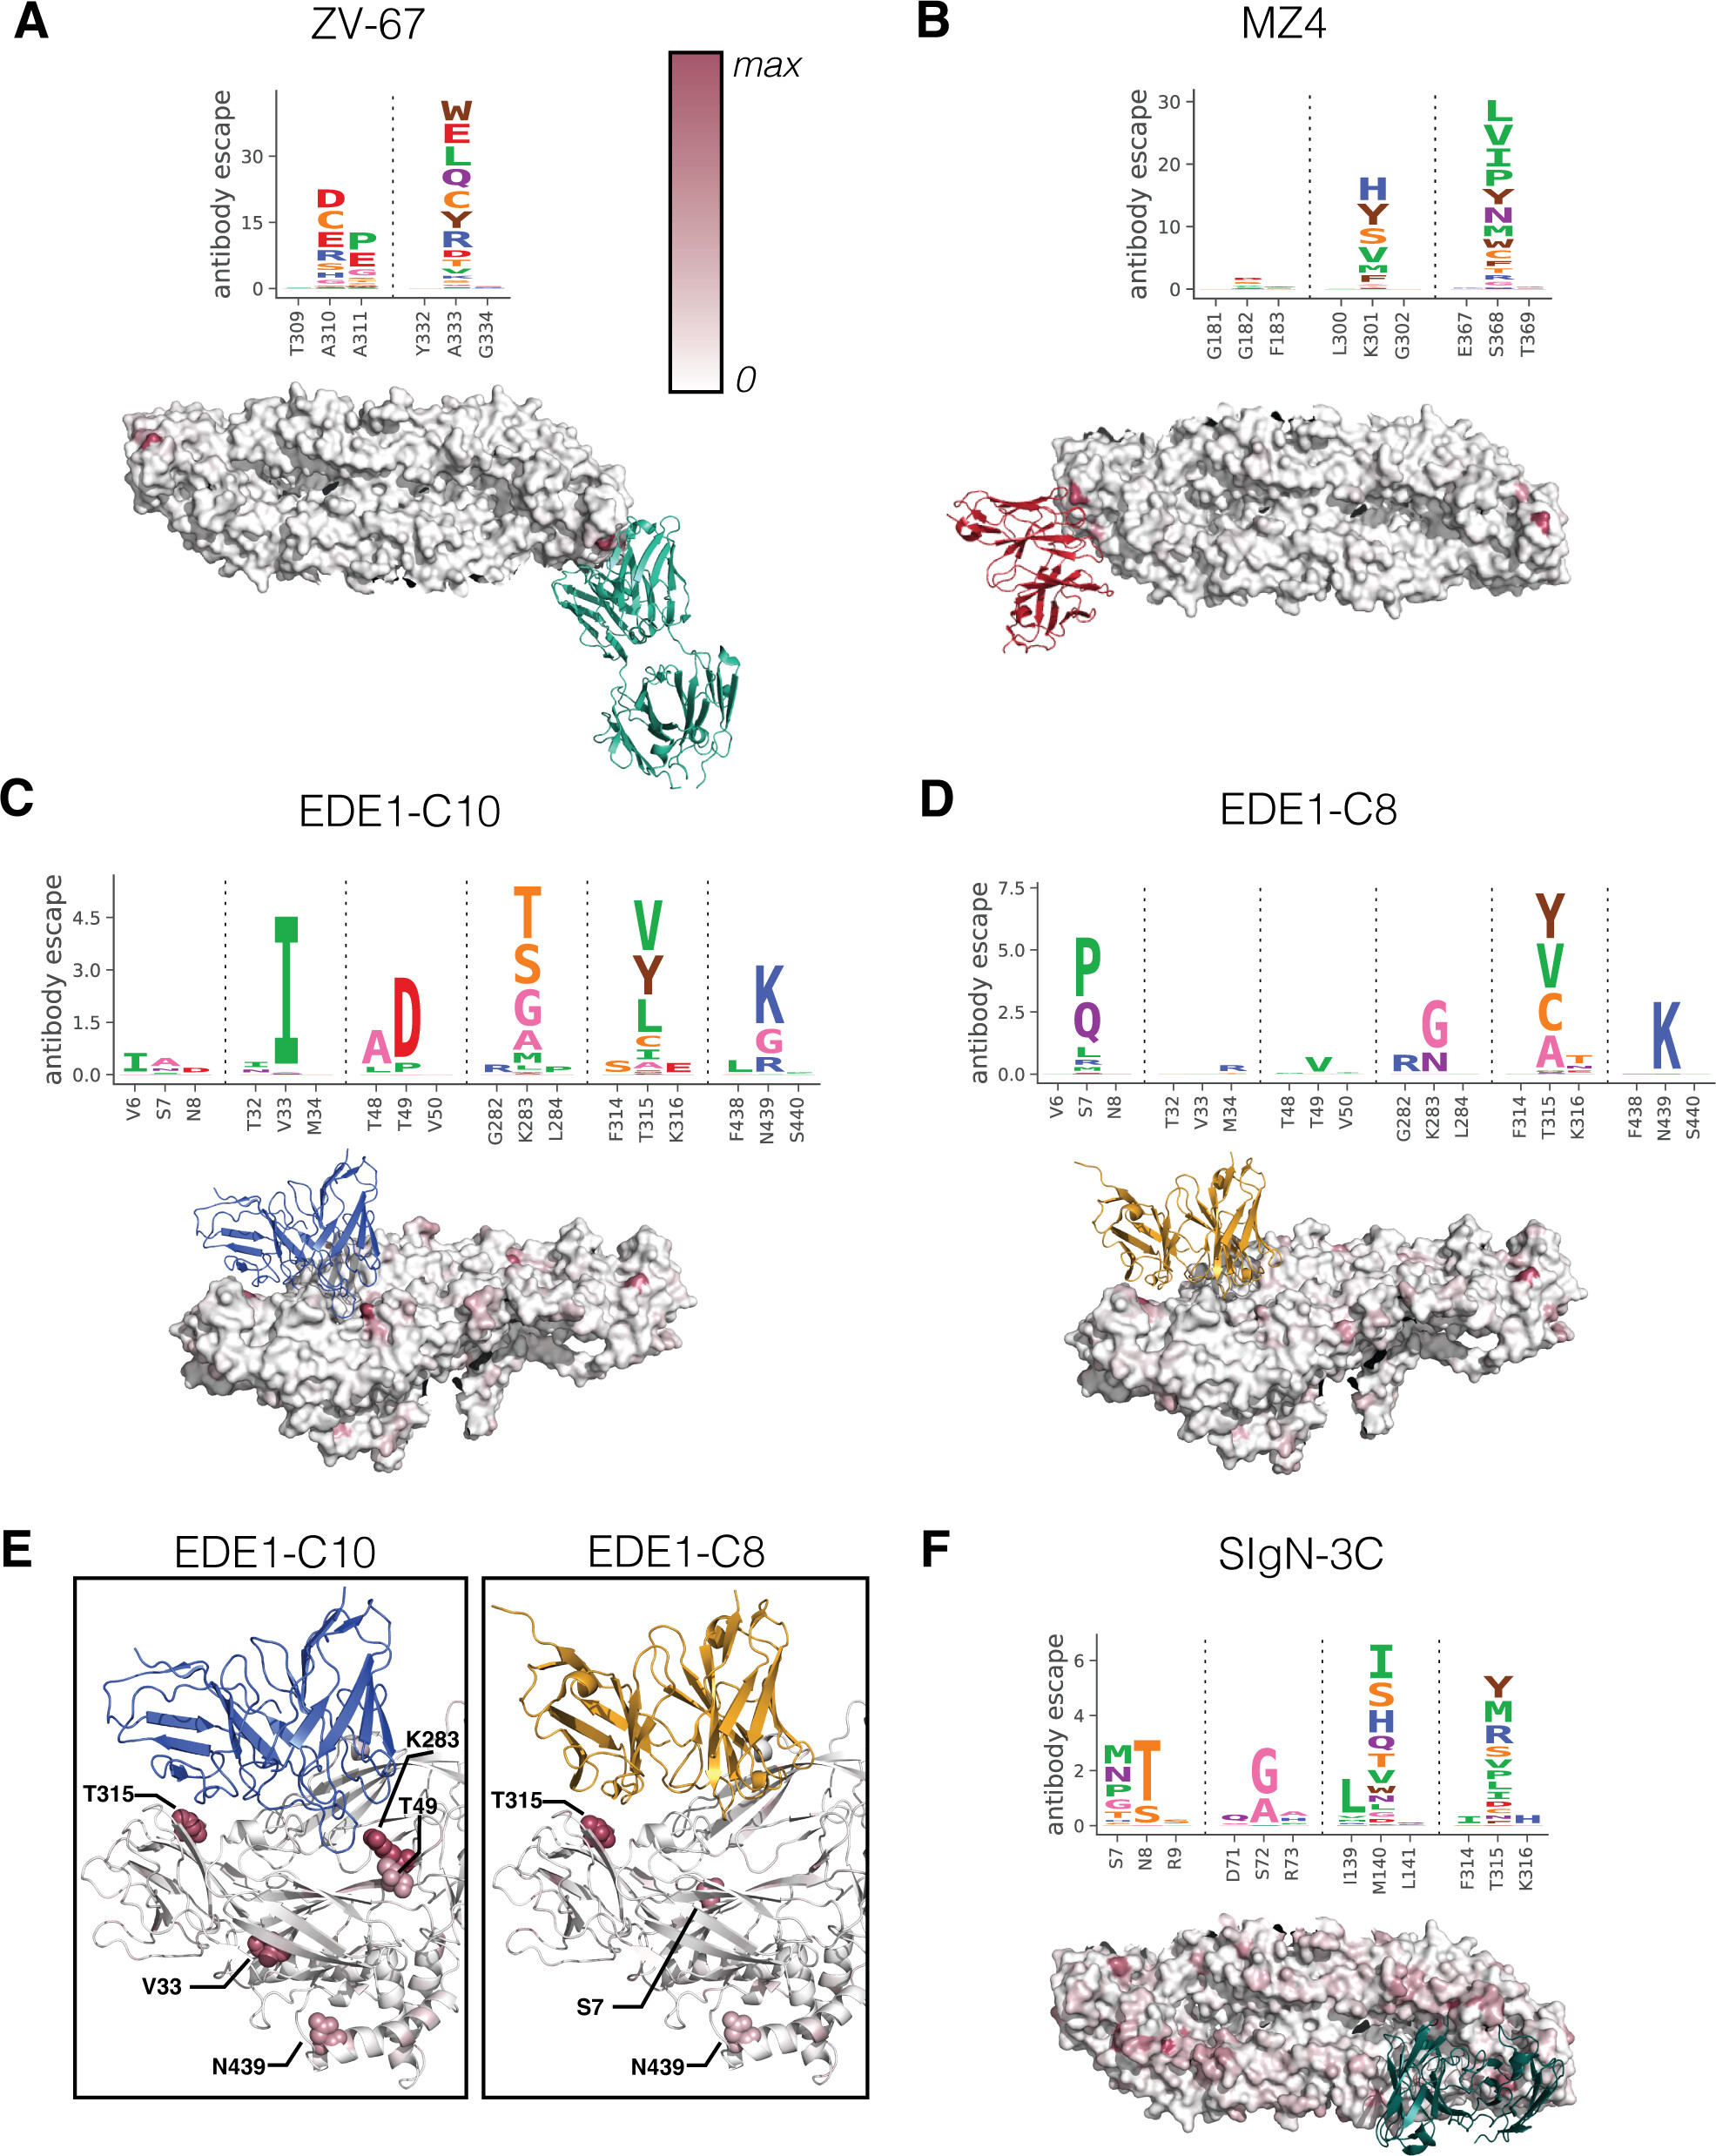 A
ZV-67
max
0
antibody escape
30
15
0
W
E
L
Q
C
Y
R
D
T
V
K
D
C
E
R
S
H
G
P
E
G
S
T309
A310
A311
Y332
A333
G334
B
MZ4
antibody escape
30
20
10
0
H
Y
S
V
M
F
L
V
I
P
Y
N
M
W
C
F
T
R
G
G181
G182
F183
L300
K301
G302
E367
S368
T369
C
EDE1-C10
antibody escape
4.5
3.0
1.5
0.0
I
A
N
D
I
N
I
A
L
D
P
R
T
S
G
A
M
L
P
S
V
Y
L
C
I
A
E
L
K
G
R
V6
S7
N8
T32
V33
M34
T48
T49
V50
G282
K283
L284
F314
T315
K316
F438
N439
S440
D
EDE1-C8
antibody escape
7.5
5.0
2.5
0.0
P
Q
L
R
M
R
V
R
G
N
Y
V
C
A
I
N
K
V6
S7
N8
T32
V33
M34
T48
T49
V50
G282
K283
L284
F314
T315
K316
F438
N439
S440
E
EDE1-C10
EDE1-C8
K283
T315
T49
V33
N439
T315
S7
N439
F
SIgN-3C
antibody escape
6
4
2
0
M
N
P
G
I
T
S
Q
G
A
A
L
M
I
S
H
Q
T
V
W
N
L
G
I
Y
M
R
S
V
P
L
I
D
C
N
H
S7
N8
R9
D71
S72
R73
I139
M140
L141
F314
T315
K316